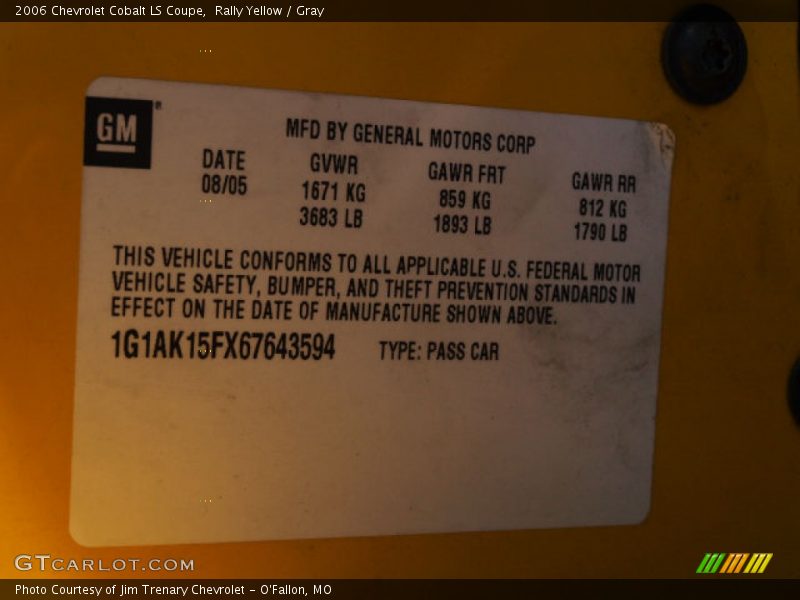 2006 Chevrolet Cobalt LS Coupe,  Rally Yellow / Gray
GM®
MFD BY GENERAL MOTORS CORP
DATE GVWR GAWR FRT GAWR RR
08/05 1671 KG 859 KG 812 KG
3683 LB 1893 LB 1790 LB
THIS VEHICLE CONFORMS TO ALL APPLICABLE U.S. FEDERAL MOTOR
VEHICLE SAFETY, BUMPER, AND THEFT PREVENTION STANDARDS IN
EFFECT ON THE DATE OF MANUFACTURE SHOWN ABOVE.
1G1AK15FX67643594 TYPE: PASS CAR
GTCARLOT.COM
Photo Courtesy of Jim Trenary Chevrolet - O'Fallon, MO